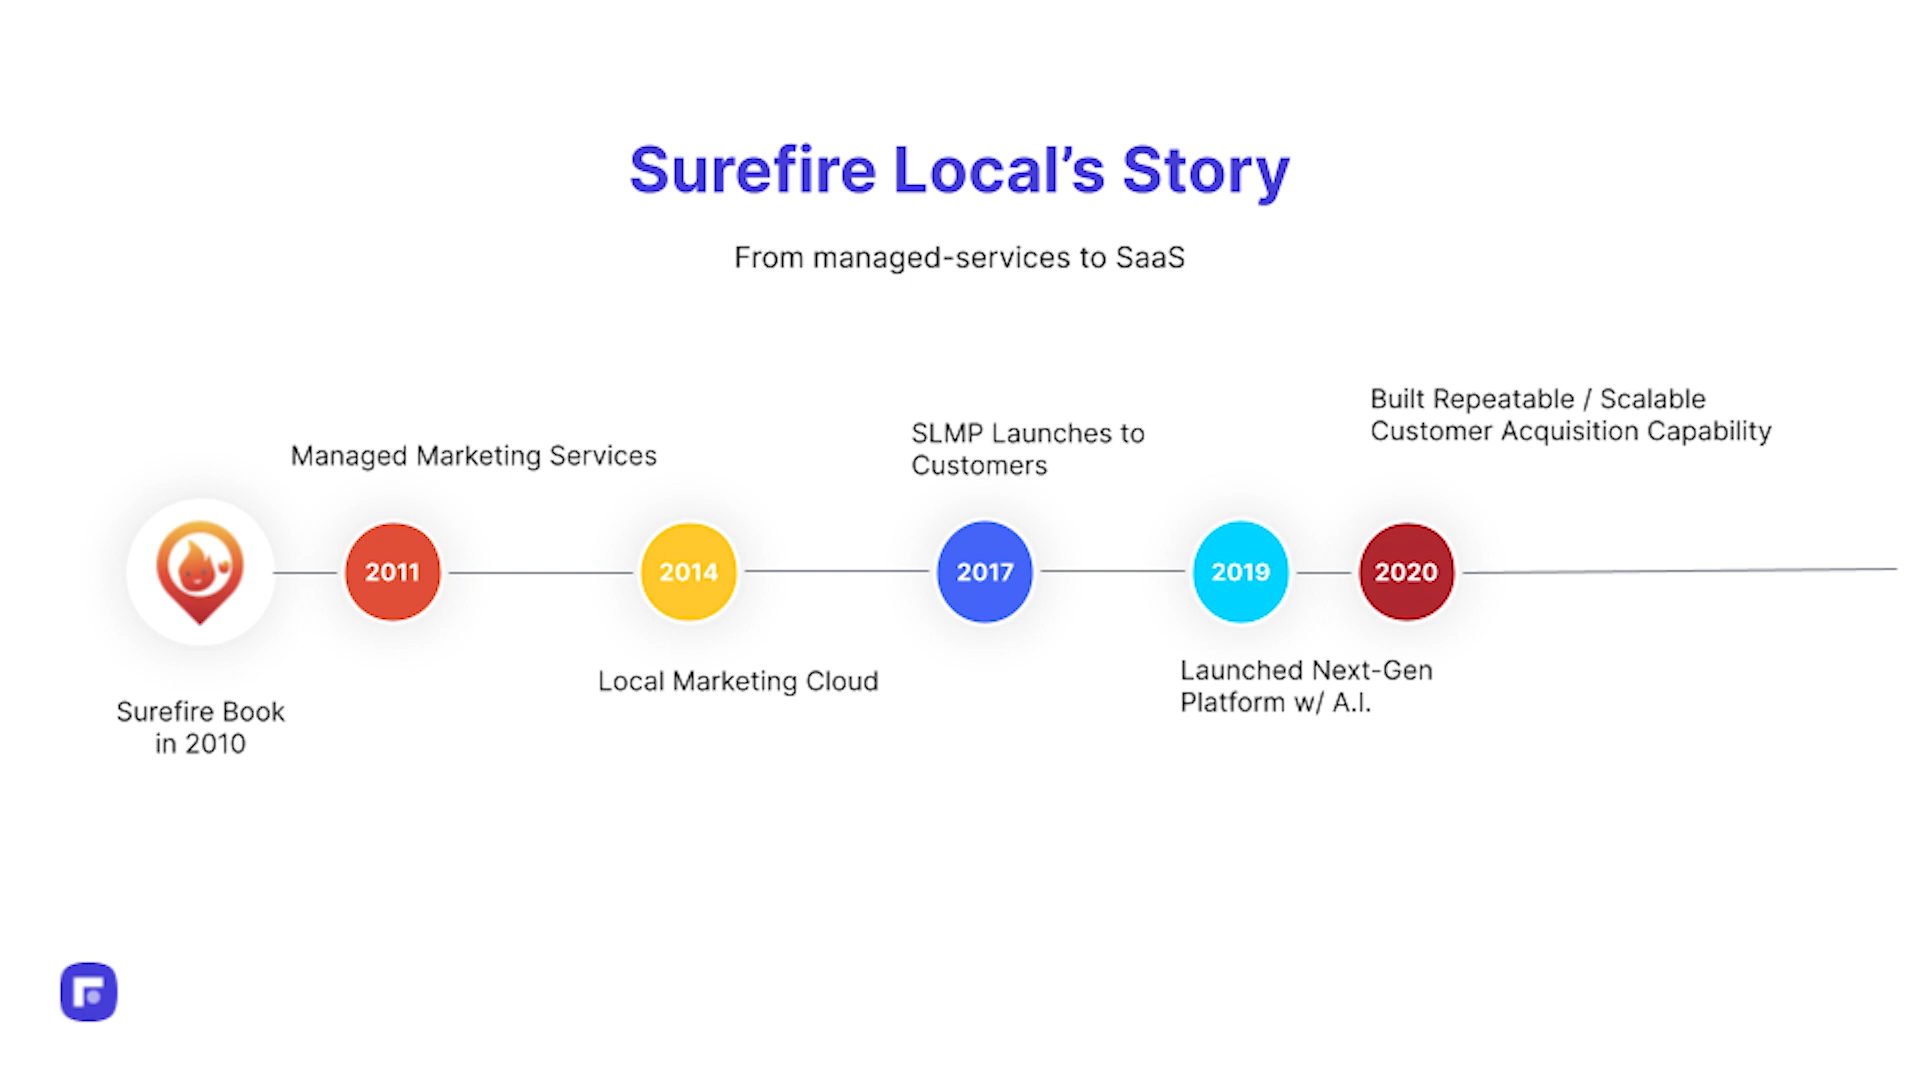 Surefire Local’s Story
From managed-services to SaaS
Surefire Book
in 2010
2011
Managed Marketing Services
2014
Local Marketing Cloud
2017
SLMP Launches to
Customers
2019
Launched Next-Gen
Platform w/ A.I.
2020
Built Repeatable / Scalable
Customer Acquisition Capability